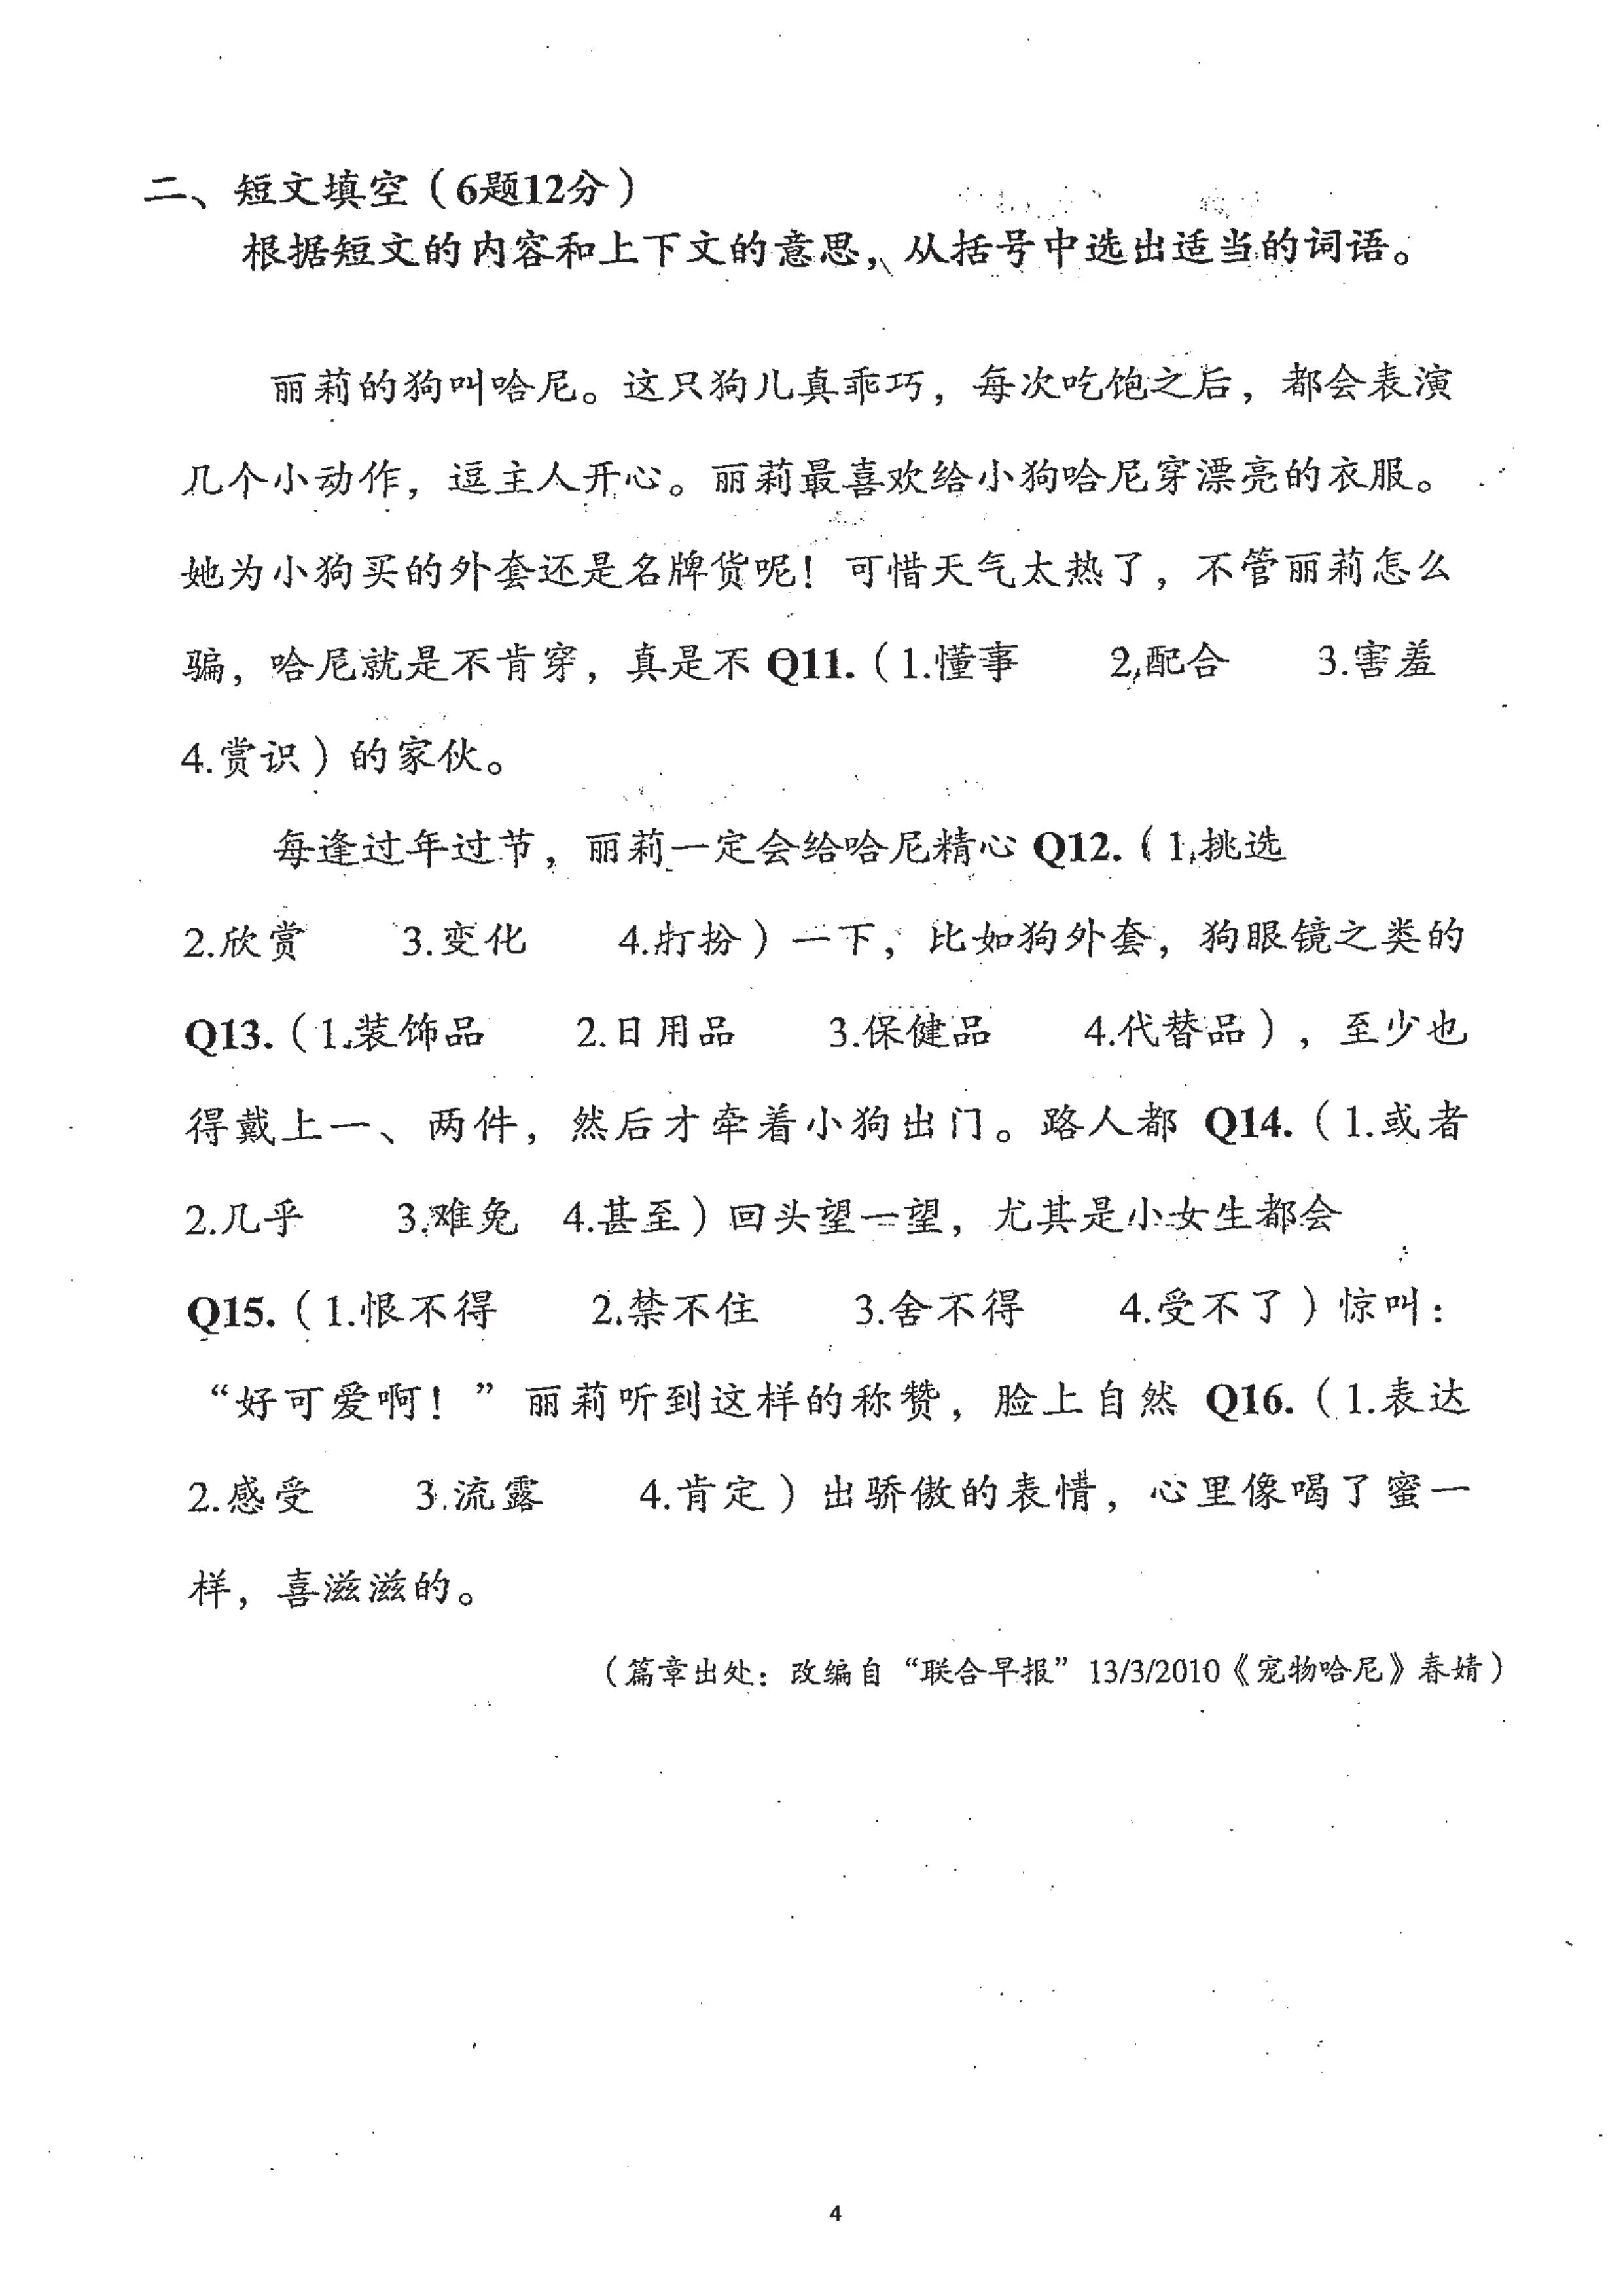 二、短文填空（6题12分）
根据短文的内容和上下文的意思，从括号中选出适当的词语。
丽莉的狗叫哈尼。这只狗儿真乖巧，每次吃饱之后，都会表演
几个小动作，逗主人开心。丽莉最喜欢给小狗哈尼穿漂亮的衣服。
她为小狗买的外套还是名牌货呢！可惜天气太热了，不管丽莉怎么
骗，哈尼就是不肯穿，真是不 Q11.（1.懂事 2.配合 3.害羞
4.赏识）的家伙。
每逢过年过节，丽莉一定会给哈尼精心 Q12.（1.挑选
2.欣赏 3.变化 4.打扮）一下，比如狗外套，狗眼镜之类的
Q13.（1.装饰品 2.日用品 3.保健品 4.代替品），至少也
得戴上一、两件，然后才牵着小狗出门。路人都 Q14.（1.或者
2.几乎 3.难免 4.甚至）回头望一望，尤其是小女生都会
Q15.（1.恨不得 2.禁不住 3.舍不得 4.受不了）惊叫：
“好可爱啊！”丽莉听到这样的称赞，脸上自然 Q16.（1.表达
2.感受 3.流露 4.肯定）出骄傲的表情，心里像喝了蜜一
样，喜滋滋的。
（篇章出处：改编自“联合早报”13/3/2010《宠物哈尼》春婧）
4